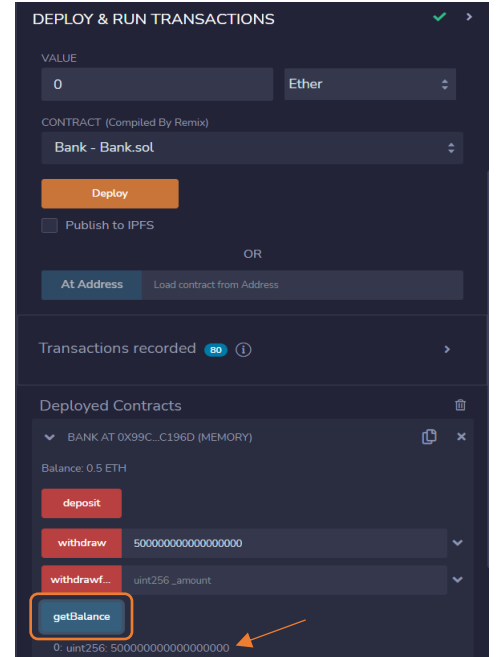 DEPLOY & RUN TRANSACTIONS
VALUE
0 Ether
CONTRACT (Compiled By Remix)
Bank - Bank.sol
Deploy
Publish to IPFS
OR
At Address Load contract from Address
Transactions recorded 80 i
Deployed Contracts
BANK AT 0X99C...C196D (MEMORY)
Balance: 0.5 ETH
deposit
withdraw 500000000000000000
withdrawf... uint256 _amount
getBalance
0: uint256: 500000000000000000